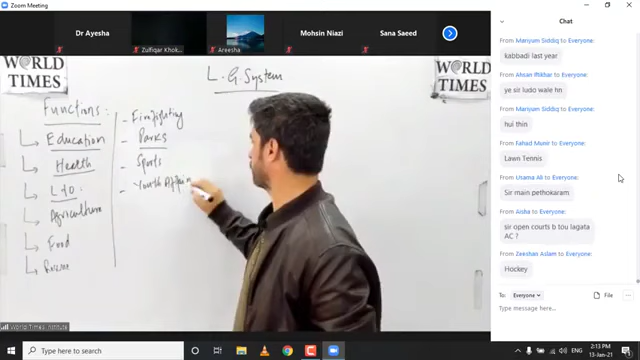 Zoom Meeting
Dr Ayesha
Zulfiqar Khok...
Areesha
Mohsin Niazi
Sana Saeed
WORLD
TIMES
L.G System
WORLD
TIMES
Functions:
Education
Health
L &o:
Agriculture
Food
- Firefighting
- Parks
- Sports
- Youth Affairs
World Times Institute
Chat
From Mariyum Siddiq to Everyone:
kabbadi last year
From Ahsan Iftikhar to Everyone:
ye sir ludo wale hn
From Mariyum Siddiq to Everyone:
hui thin
From Fahad Munir to Everyone:
Lawn Tennis
From Usama Ali to Everyone:
Sir main pethokaram
From Aisha to Everyone:
sir open courts b tou lagata
AC ?
From Zeeshan Aslam to Everyone:
Hockey
To: Everyone
File
Type message here...
Type here to search
ENG
2:13 PM
13-Jan-21